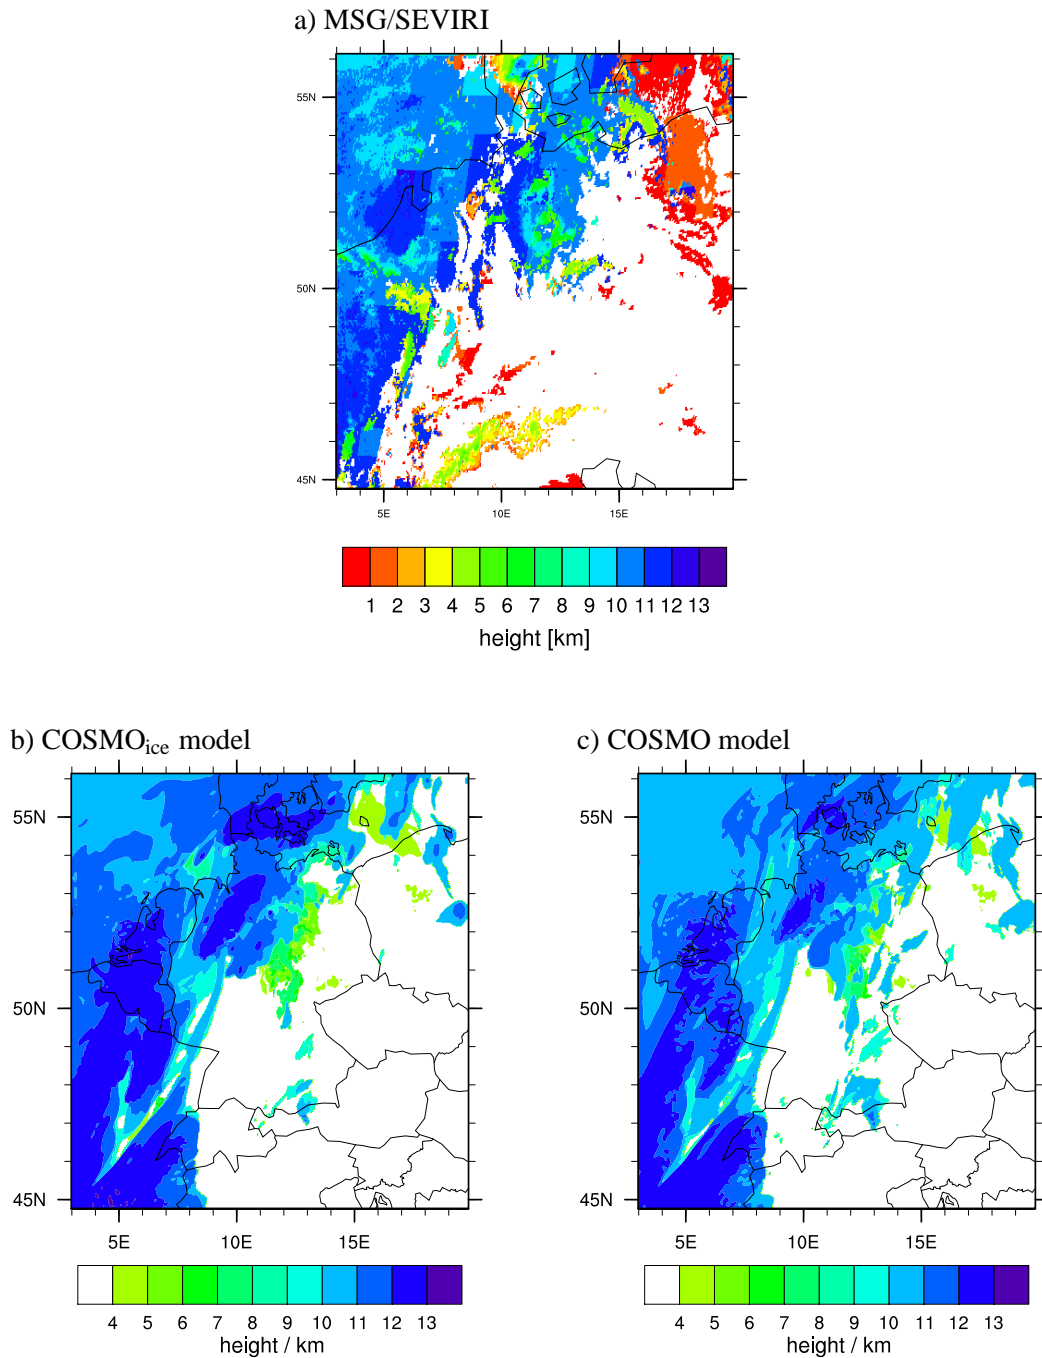 a) MSG/SEVIRI
55N
50N
45N
5E 10E 15E
1 2 3 4 5 6 7 8 9 10 11 12 13
height [km]
b) COSMOice model
c) COSMO model
55N
50N
45N
5E 10E 15E
4 5 6 7 8 9 10 11 12 13
height / km
55N
50N
45N
5E 10E 15E
4 5 6 7 8 9 10 11 12 13
height / km